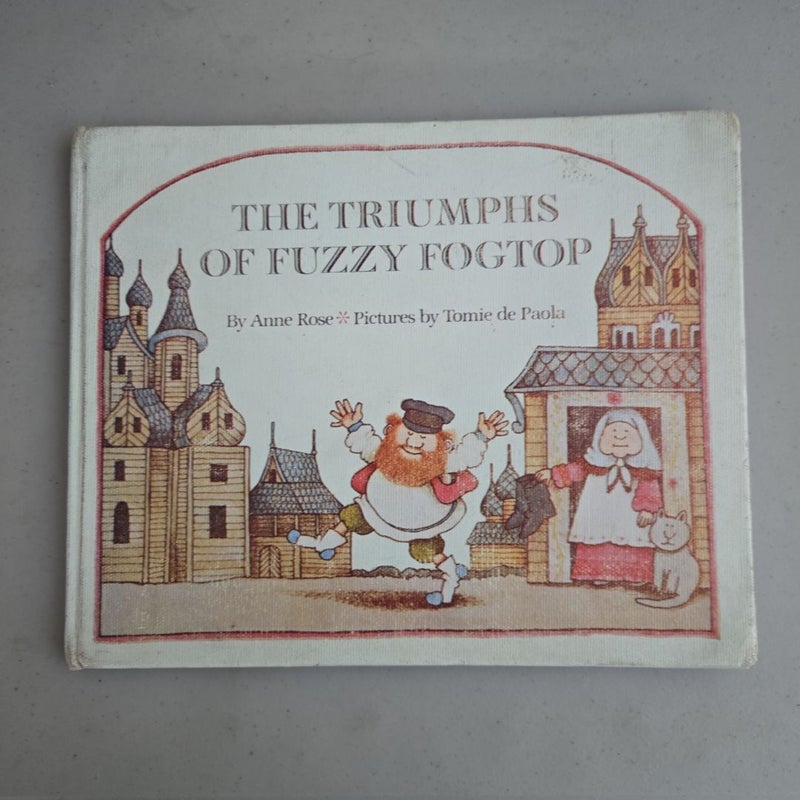 THE TRIUMPHS
OF FUZZY FOGTOP
By Anne Rose * Pictures by Tomie de Paola